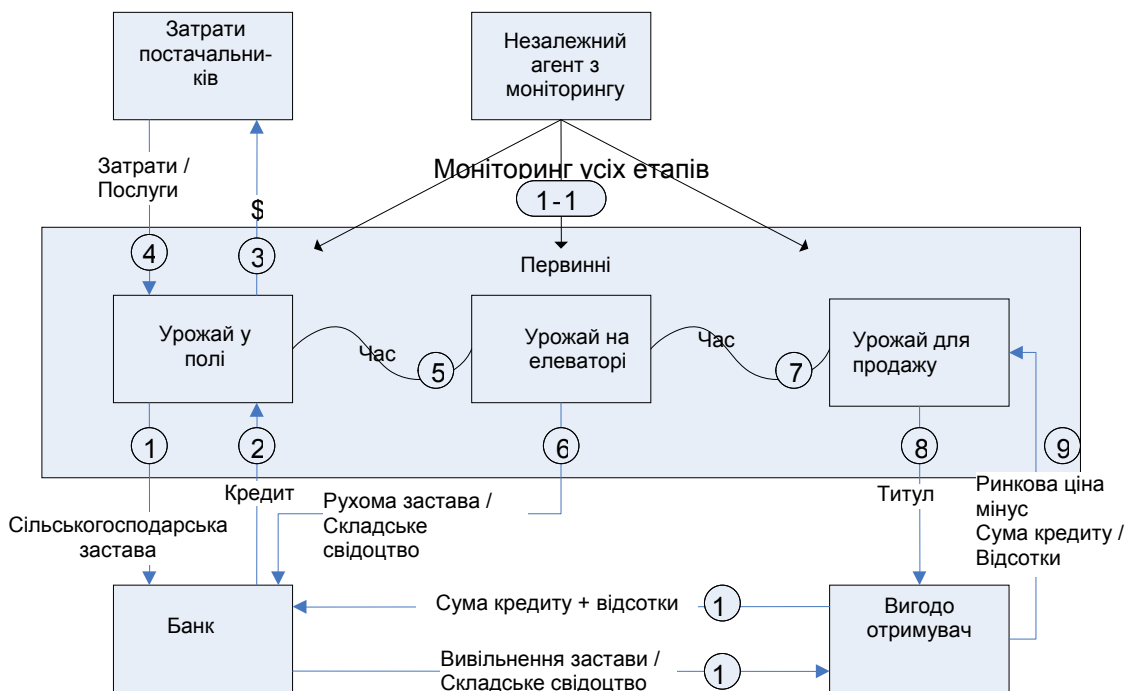 Затрати
постачальни-
ків
Незалежний
агент з
моніторингу
Затрати /
Послуги
$
Моніторинг усіх етапів
1-1
4
3
Первинні
Урожай у
полі
Час
5
Урожай на
елеваторі
Час
7
Урожай для
продажу
1
2
6
8
9
Кредит
Рухома застава /
Складське
свідоцтво
Титул
Ринкова ціна
мінус
Сума кредиту /
Відсотки
Сільськогосподарська
застава
Банк
Сума кредиту + відсотки
1
Вигодо
отримувач
Вивільнення застави /
Складське свідоцтво
1